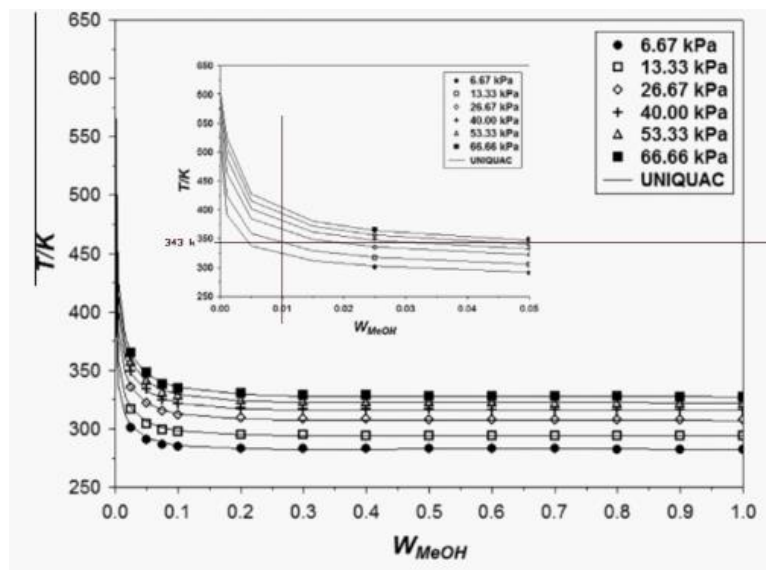 650
600
550
500
450
400
350
300
250
T/K
0.0 0.1 0.2 0.3 0.4 0.5 0.6 0.7 0.8 0.9 1.0
W_MeOH
6.67 kPa
13.33 kPa
26.67 kPa
40.00 kPa
53.33 kPa
66.66 kPa
UNIQUAC
650
600
550
500
450
400
350
300
250
T/K
343 k
0.00 0.01 0.02 0.03 0.04 0.05
W_MeOH
6.67 kPa
13.33 kPa
26.67 kPa
40.00 kPa
53.33 kPa
66.66 kPa
UNIQUAC